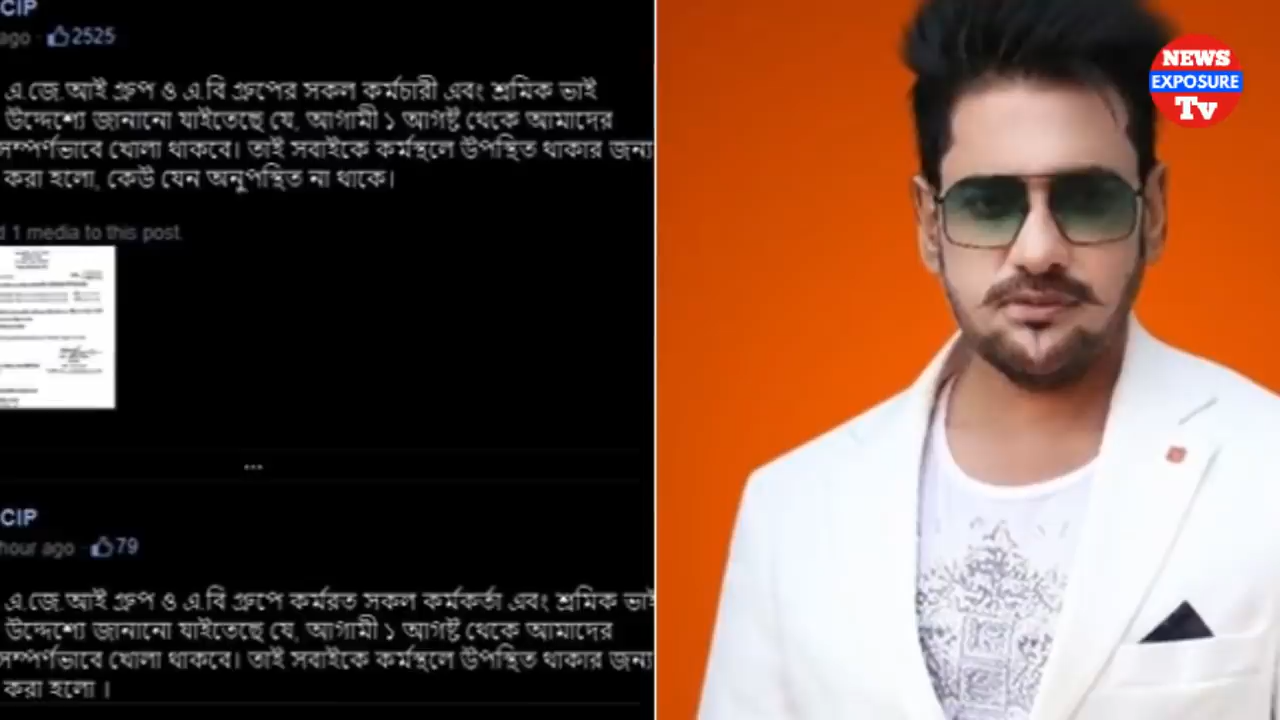 CIP
ago · 2525
এ.জে.আই গ্রুপ ও এ.বি গ্রুপের সকল কর্মচারী এবং শ্রমিক ভাই
উদ্দেশ্যে জানানো যাইতেছে যে, আগামী ১ আগষ্ট থেকে আমাদের
সম্পর্ণভাবে খোলা থাকবে। তাই সবাইকে কর্মস্থলে উপস্থিত থাকার জন্য
করা হলো, কেউ যেন অনুপস্থিত না থাকে।
d 1 media to this post.
...
CIP
hour ago · 79
এ.জে.আই গ্রুপ ও এ.বি গ্রুপে কর্মরত সকল কর্মকর্তা এবং শ্রমিক ভাই
উদ্দেশ্যে জানানো যাইতেছে যে, আগামী ১ আগষ্ট থেকে আমাদের
সম্পর্ণভাবে খোলা থাকবে। তাই সবাইকে কর্মস্থলে উপস্থিত থাকার জন্য
করা হলো ।
NEWS
EXPOSURE
Tv